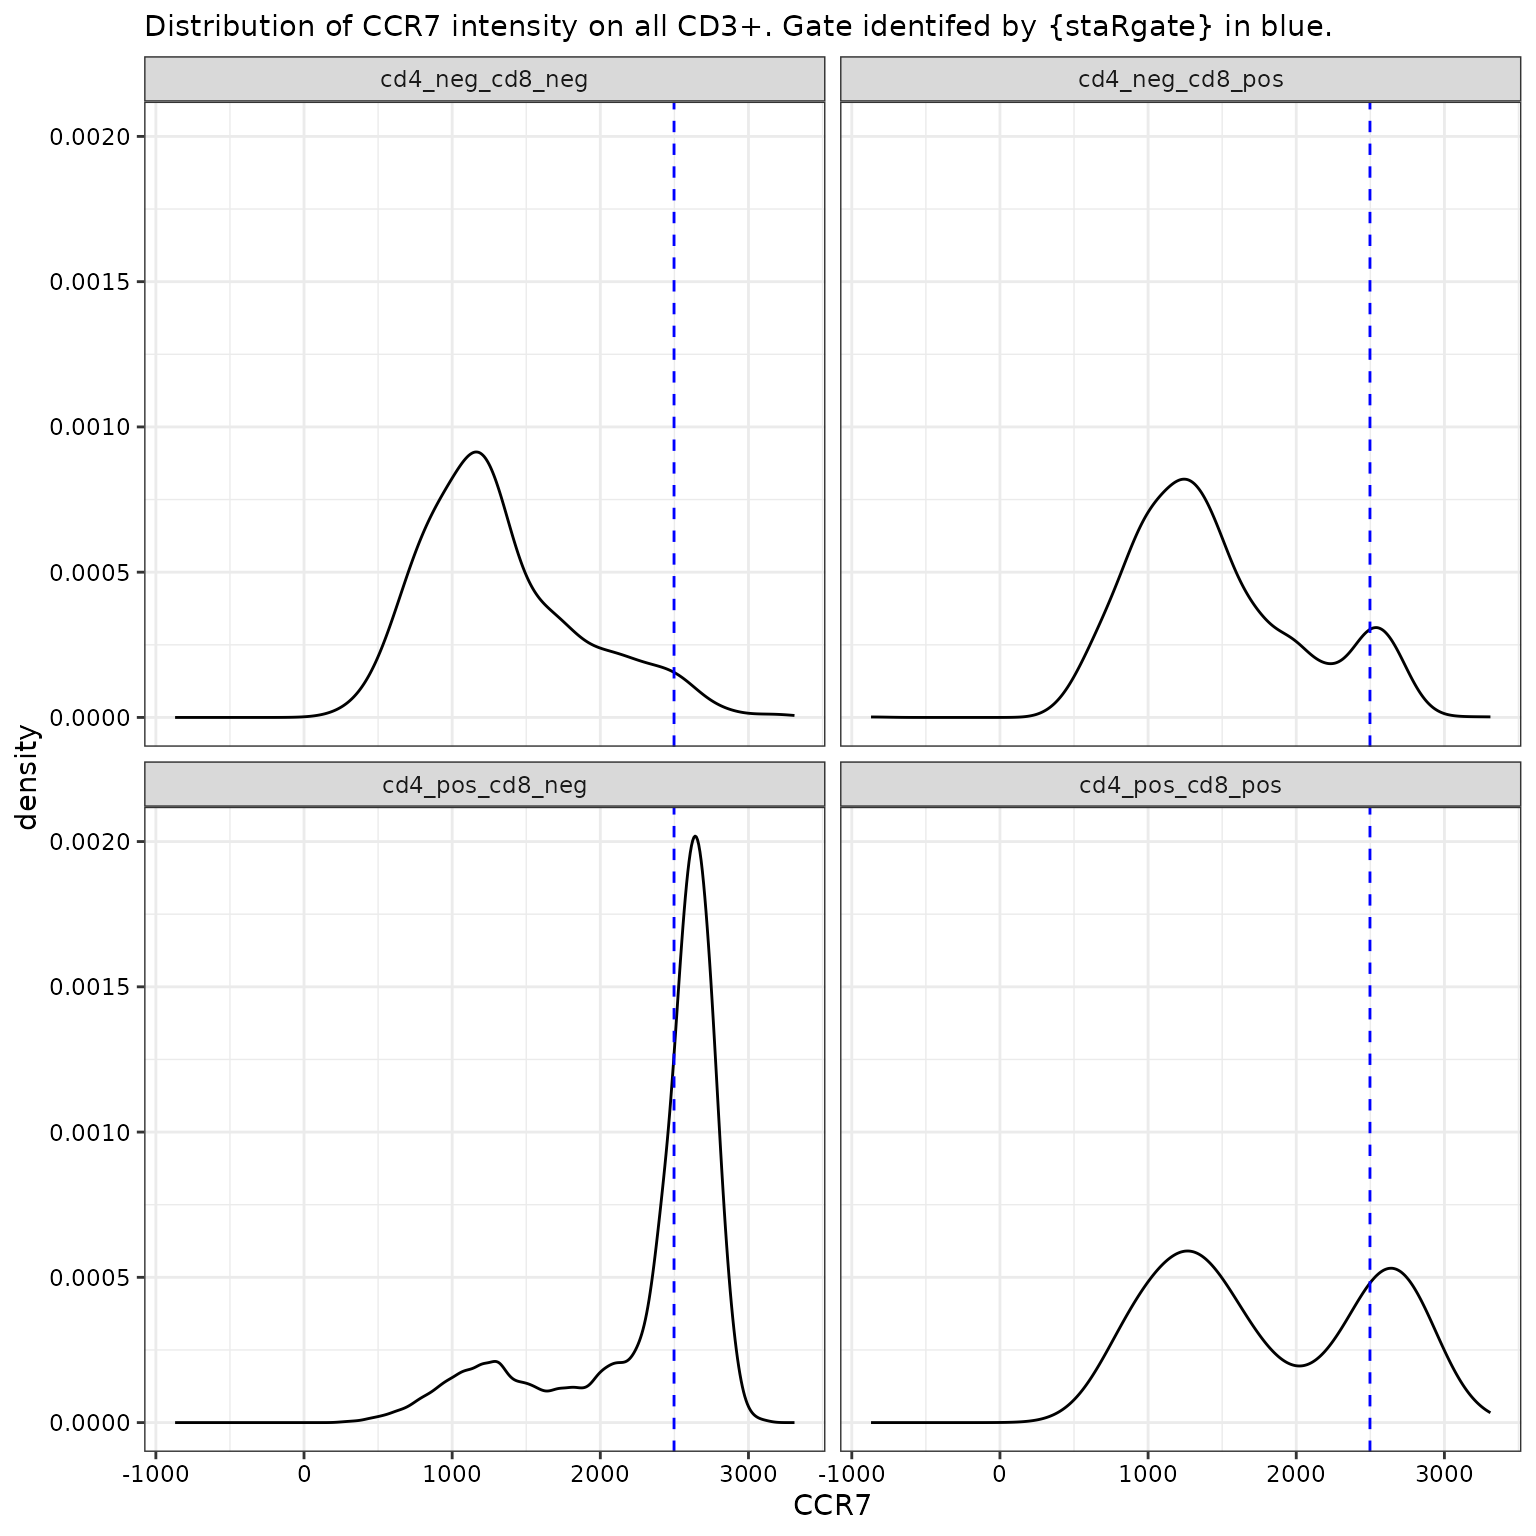 Distribution of CCR7 intensity on all CD3+. Gate identifed by {staRgate} in blue.
cd4_neg_cd8_neg
cd4_neg_cd8_pos
0.0020
0.0015
0.0010
0.0005
0.0000
cd4_pos_cd8_neg
cd4_pos_cd8_pos
0.0020
0.0015
0.0010
0.0005
0.0000
density
-1000 0 1000 2000 3000 -1000 0 1000 2000 3000
CCR7